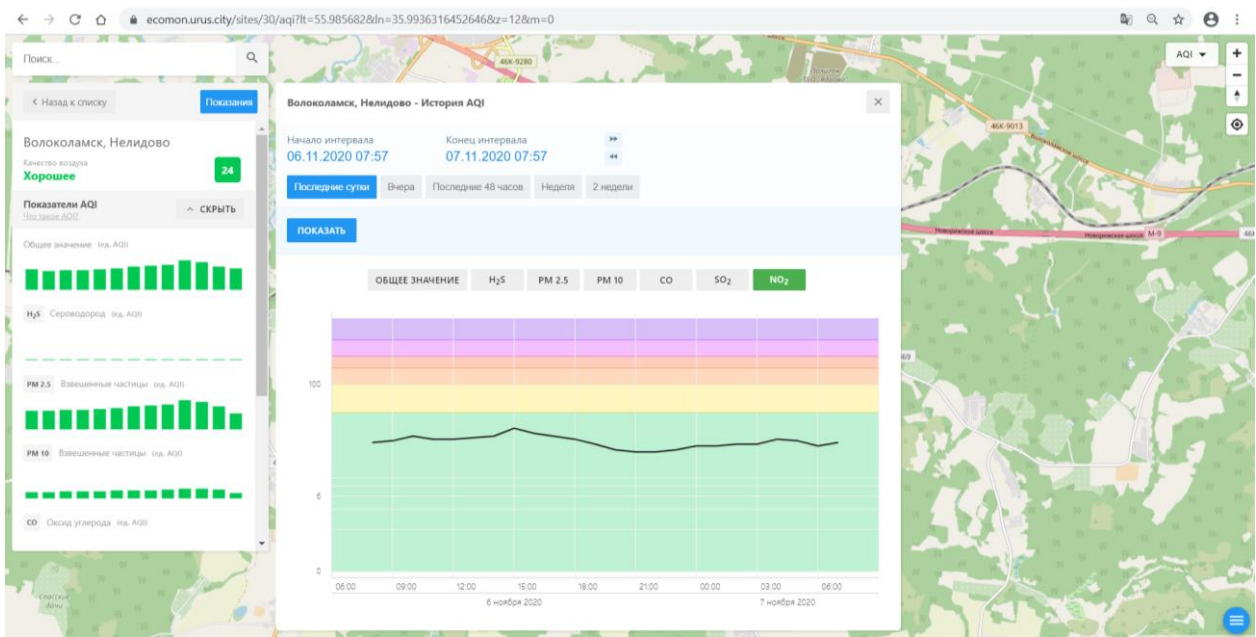 ecomon.urus.city/sites/30/aqi?lt=55.985682&ln=35.9936316452646&z=12&m=0
Поиск...
46К-9280
AQI
< Назад к списку
Показания
Волоколамск, Нелидово - История AQI
Волоколамск, Нелидово
Качество воздуха
Хорошее
24
Показатели AQI
Что такое AQI?
СКРЫТЬ
Общее значение (ед. AQI)
H₂S Сероводород (ед. AQI)
PM 2.5 Взвешенные частицы (ед. AQI)
PM 10 Взвешенные частицы (ед. AQI)
CO Оксид углерода (ед. AQI)
Начало интервала Конец интервала
06.11.2020 07:57 07.11.2020 07:57
Последние сутки Вчера Последние 48 часов Неделя 2 недели
ПОКАЗАТЬ
ОБЩЕЕ ЗНАЧЕНИЕ H₂S PM 2.5 PM 10 CO SO₂ NO₂
100
6
0
06:00 09:00 12:00 15:00 18:00 21:00 00:00 03:00 06:00
6 ноября 2020 7 ноября 2020
46К-9013
Волоколамское шоссе
Новорижское шоссе
Новорижское шоссе М-9
Спасские
дачи